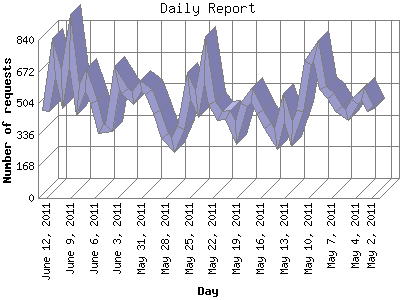 Daily Report
Number of requests
840
672
504
336
168
0
June 12, 2011
June 9, 2011
June 6, 2011
June 3, 2011
May 31, 2011
May 28, 2011
May 25, 2011
May 22, 2011
May 19, 2011
May 16, 2011
May 13, 2011
May 10, 2011
May 7, 2011
May 4, 2011
May 2, 2011
Day